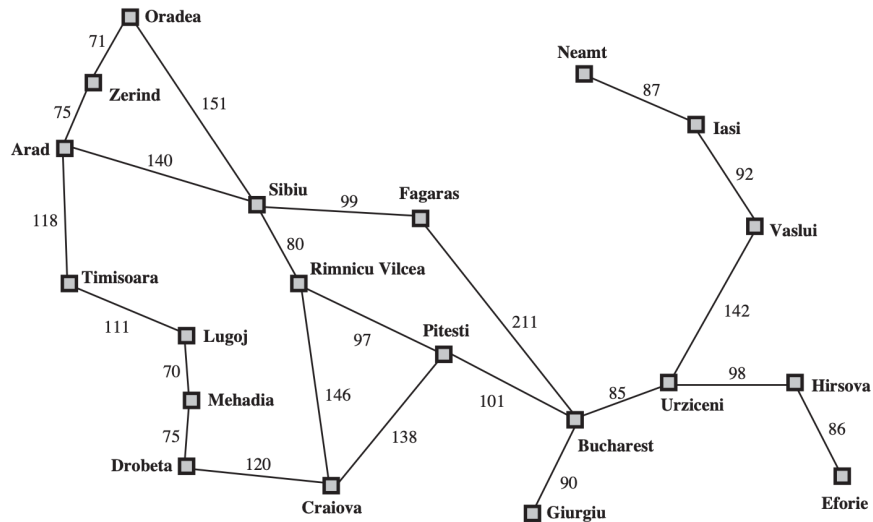 Oradea
71
Neamt
87
Zerind
151
75
Iasi
Arad
140
92
Sibiu
99
Fagaras
118
Vaslui
80
Timisoara
Rimnicu Vilcea
142
111
Lugoj
97
Pitesti
211
70
Mehadia
146
101
85
98
Hirsova
Urziceni
75
138
Bucharest
86
Drobeta
120
90
Craiova
Giurgiu
Eforie